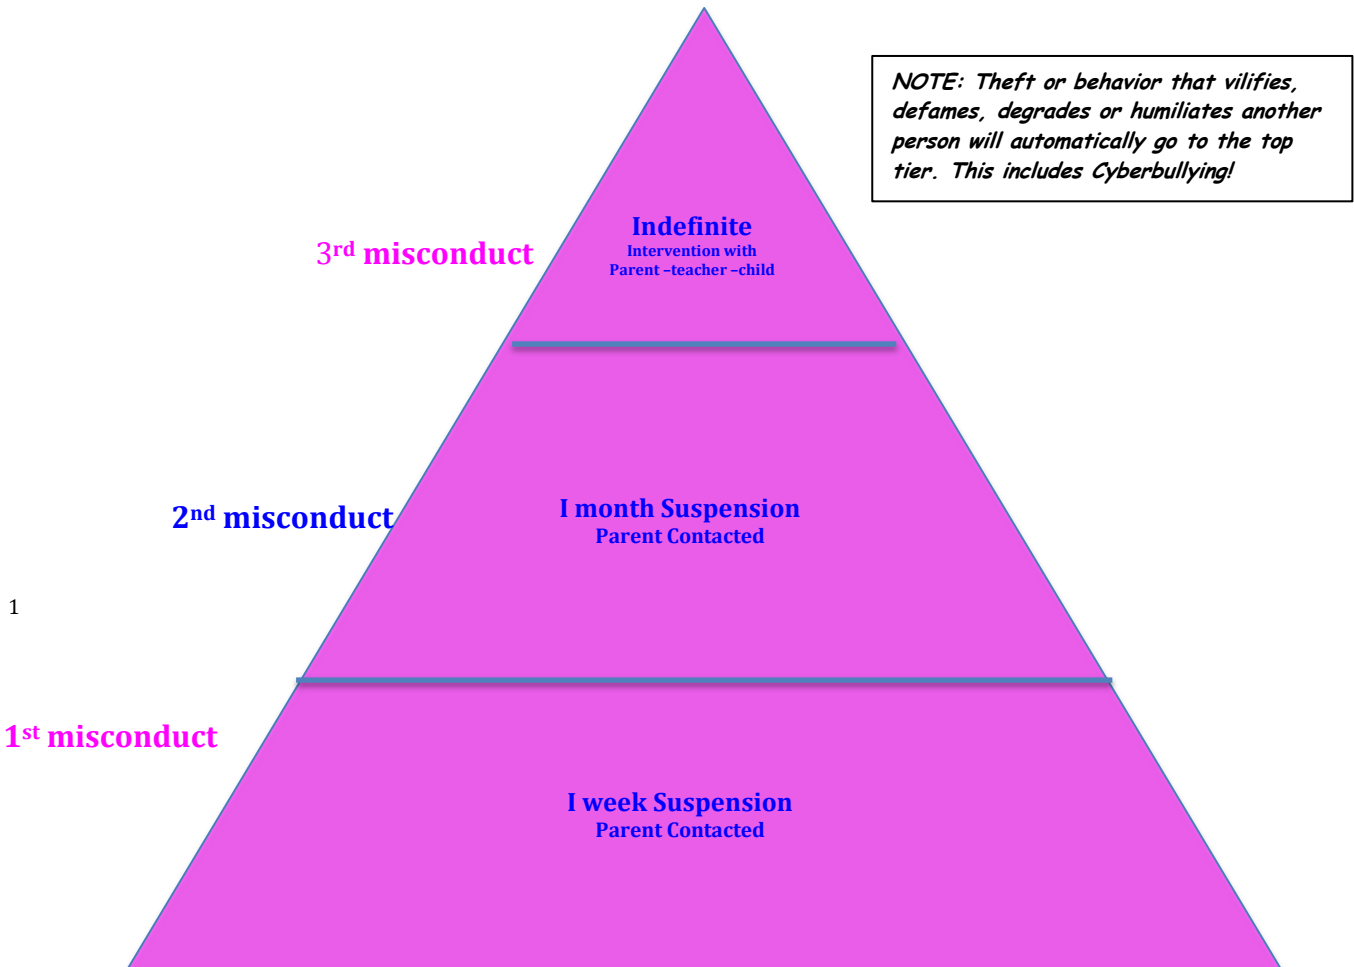 NOTE: Theft or behavior that vilifies,
defames, degrades or humiliates another
person will automatically go to the top
tier. This includes Cyberbullying!
Indefinite
Intervention with
Parent –teacher –child
3rd misconduct
I month Suspension
Parent Contacted
2nd misconduct
1
1st misconduct
I week Suspension
Parent Contacted